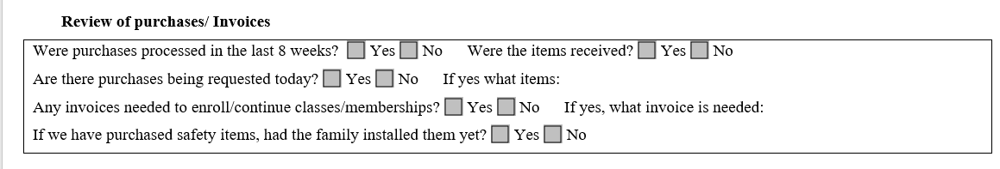 Review of purchases/ Invoices
Were purchases processed in the last 8 weeks? Yes No Were the items received? Yes No
Are there purchases being requested today? Yes No If yes what items:
Any invoices needed to enroll/continue classes/memberships? Yes No If yes, what invoice is needed:
If we have purchased safety items, had the family installed them yet? Yes No